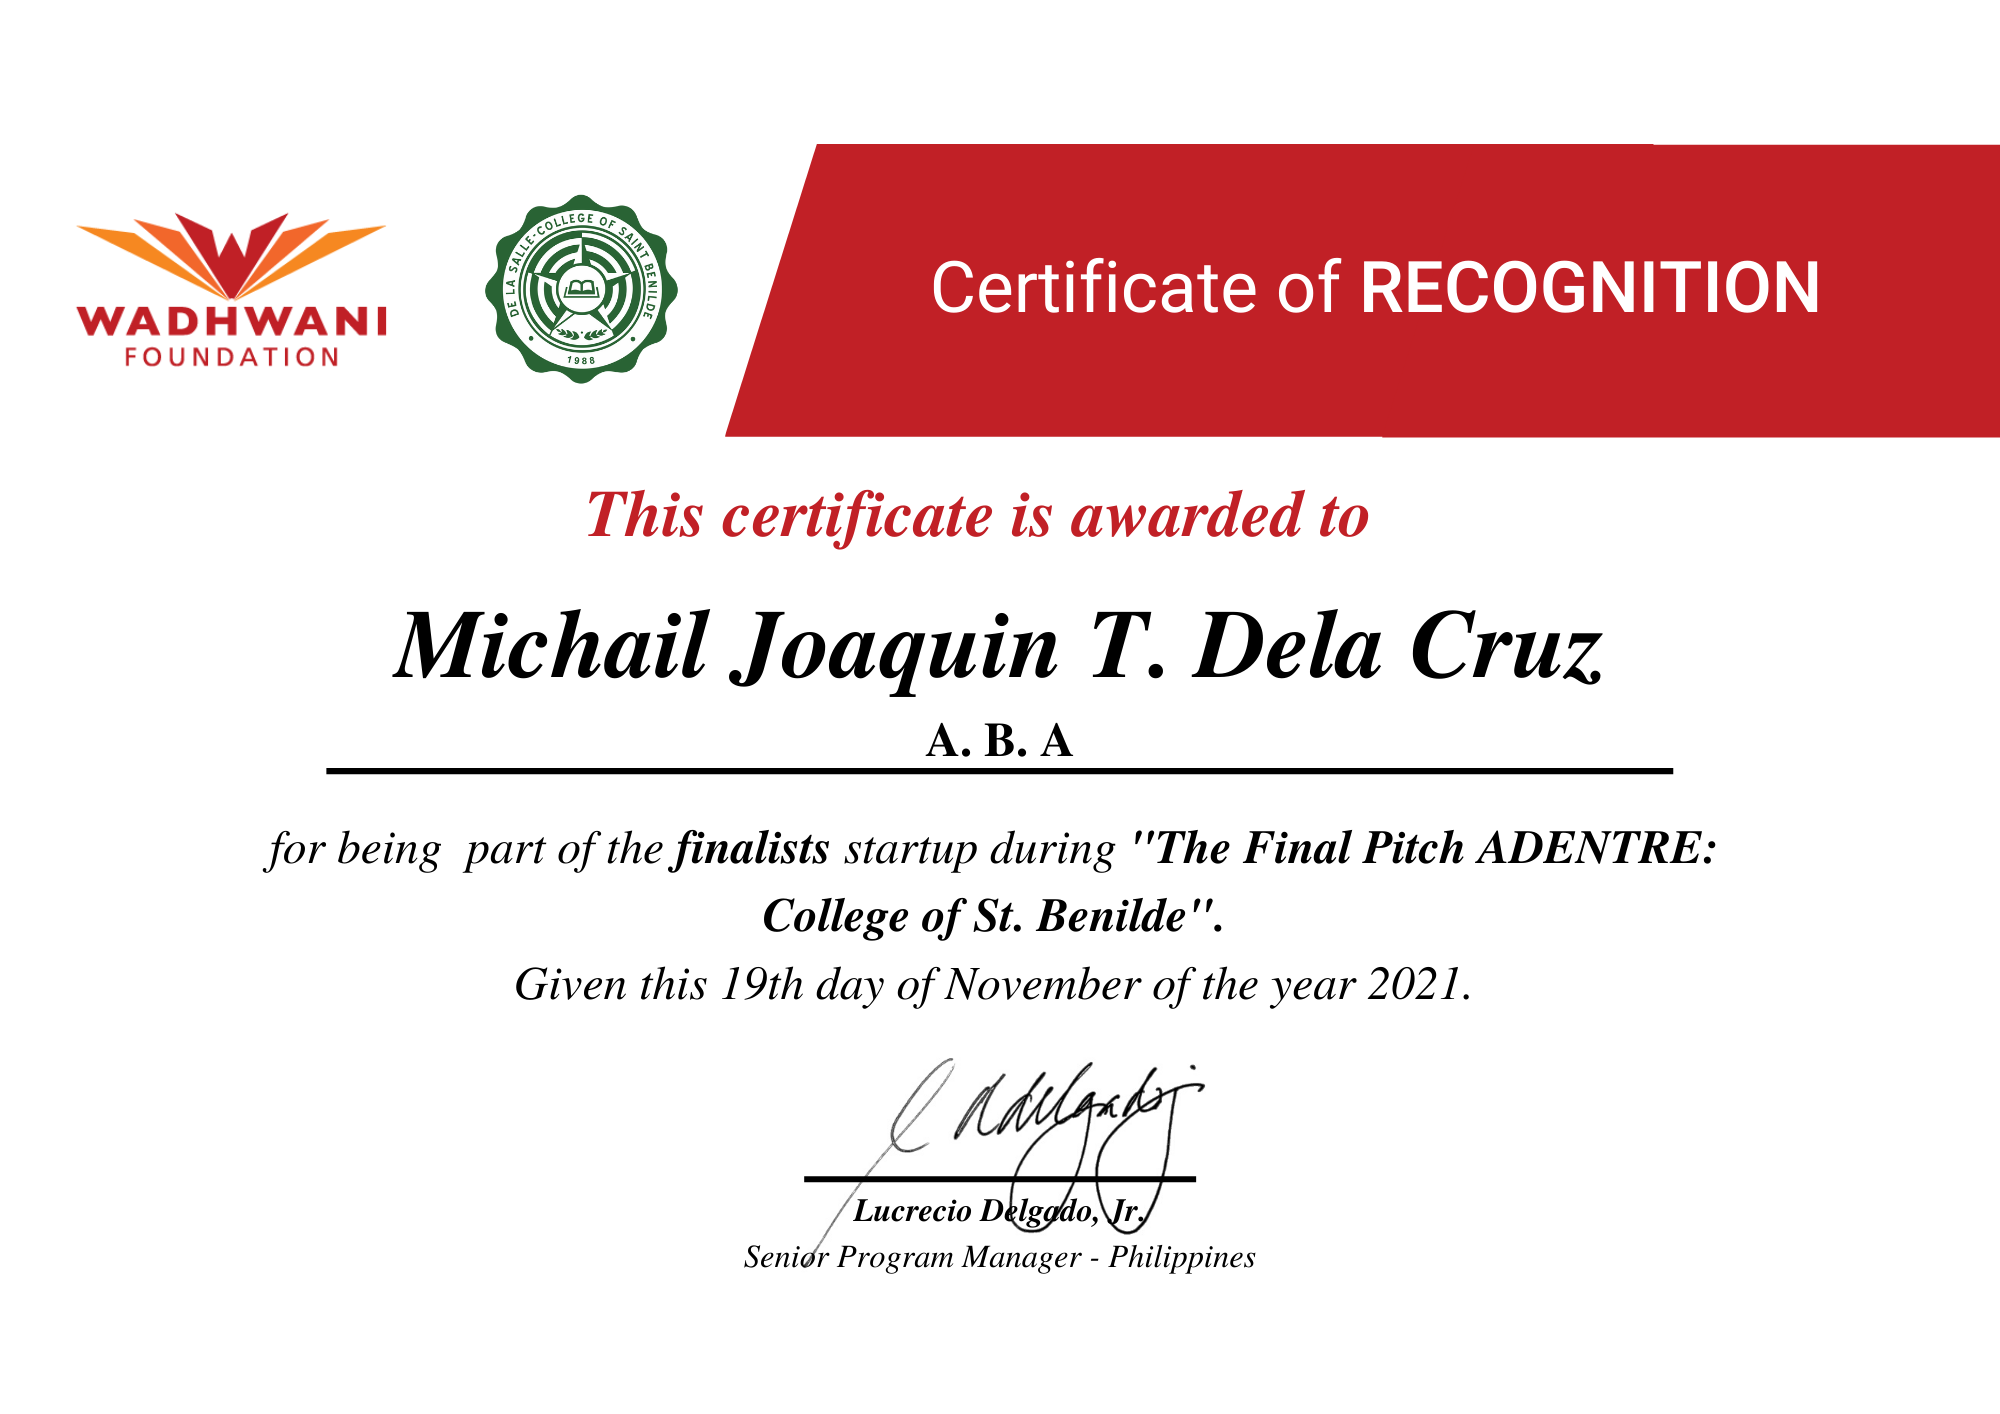 WADHWANI
FOUNDATION
DE LA SALLE-COLLEGE OF SAINT BENILDE
1988
Certificate of RECOGNITION
This certificate is awarded to
Michail Joaquin T. Dela Cruz
A. B. A
for being  part of the finalists startup during "The Final Pitch ADENTRE:
College of St. Benilde".
Given this 19th day of November of the year 2021.
Lucrecio Delgado, Jr.
Senior Program Manager - Philippines